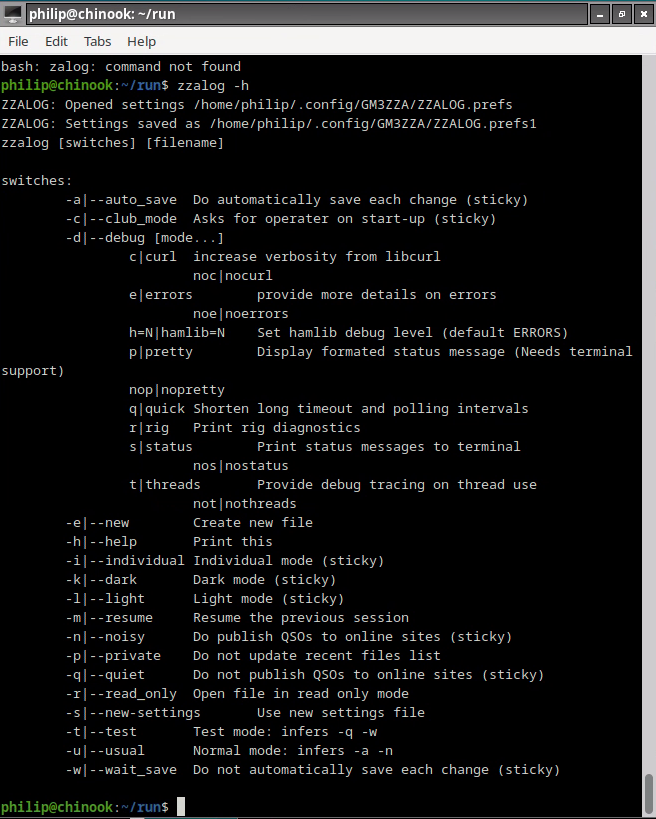 philip@chinook: ~/run
File Edit Tabs Help
bash: zalog: command not found
philip@chinook:~/run$ zzalog -h
ZZALOG: Opened settings /home/philip/.config/GM3ZZA/ZZALOG.prefs
ZZALOG: Settings saved as /home/philip/.config/GM3ZZA/ZZALOG.prefs1
zzalog [switches] [filename]

switches:
        -a|--auto_save  Do automatically save each change (sticky)
        -c|--club_mode  Asks for operater on start-up (sticky)
        -d|--debug [mode...]
                c|curl  increase verbosity from libcurl
                        noc|nocurl
                e|errors        provide more details on errors
                        noe|noerrors
                h=N|hamlib=N    Set hamlib debug level (default ERRORS)
                p|pretty        Display formated status message (Needs terminal
support)
                nop|nopretty
                q|quick Shorten long timeout and polling intervals
                r|rig   Print rig diagnostics
                s|status        Print status messages to terminal
                        nos|nostatus
                t|threads       Provide debug tracing on thread use
                        not|nothreads
        -e|--new        Create new file
        -h|--help       Print this
        -i|--individual Individual mode (sticky)
        -k|--dark       Dark mode (sticky)
        -l|--light      Light mode (sticky)
        -m|--resume     Resume the previous session
        -n|--noisy      Do publish QSOs to online sites (sticky)
        -p|--private    Do not update recent files list
        -q|--quiet      Do not publish QSOs to online sites (sticky)
        -r|--read_only  Open file in read only mode
        -s|--new-settings       Use new settings file
        -t|--test       Test mode: infers -q -w
        -u|--usual      Normal mode: infers -a -n
        -w|--wait_save  Do not automatically save each change (sticky)

philip@chinook:~/run$